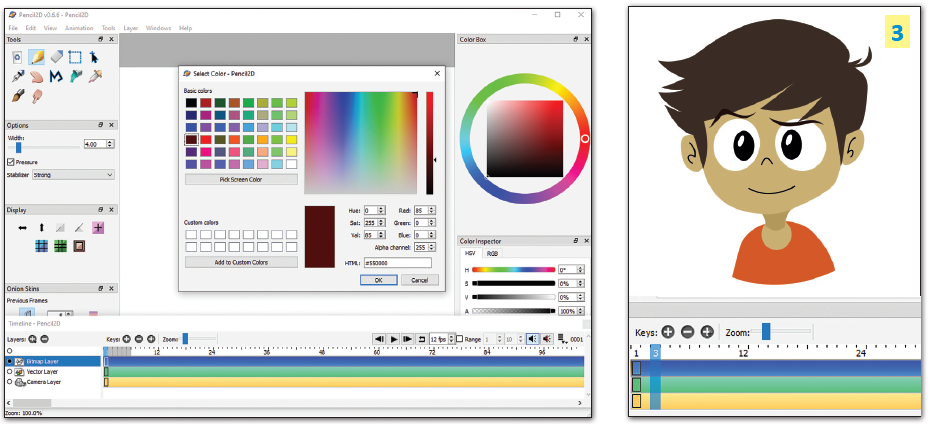 Pencil2D v0.6.6 - Pencil2D
File Edit View Animation Tools Layer Windows Help
Tools
Options
Width:
4.00
Pressure
Stabilizer Strong
Display
Onion Skins
Previous Frames
Select Color - Pencil2D
Basic colors
Pick Screen Color
Custom colors
Add to Custom Colors
Hue: 0 Red: 85
Sat: 255 Green: 0
Val: 85 Blue: 0
Alpha channel: 255
HTML: #550000
OK Cancel
Color Box
Color Inspector
HSV RGB
H 0°
S 0%
V 0%
A 100%
Timeline - Pencil2D
Layers: Keys: Zoom: 12 fps Range 1 10 0001
12 24 36 48 60 72 84 96
Bitmap Layer
Vector Layer
Camera Layer
Zoom: 100.0%
3
Keys: Zoom:
1 3 12 24